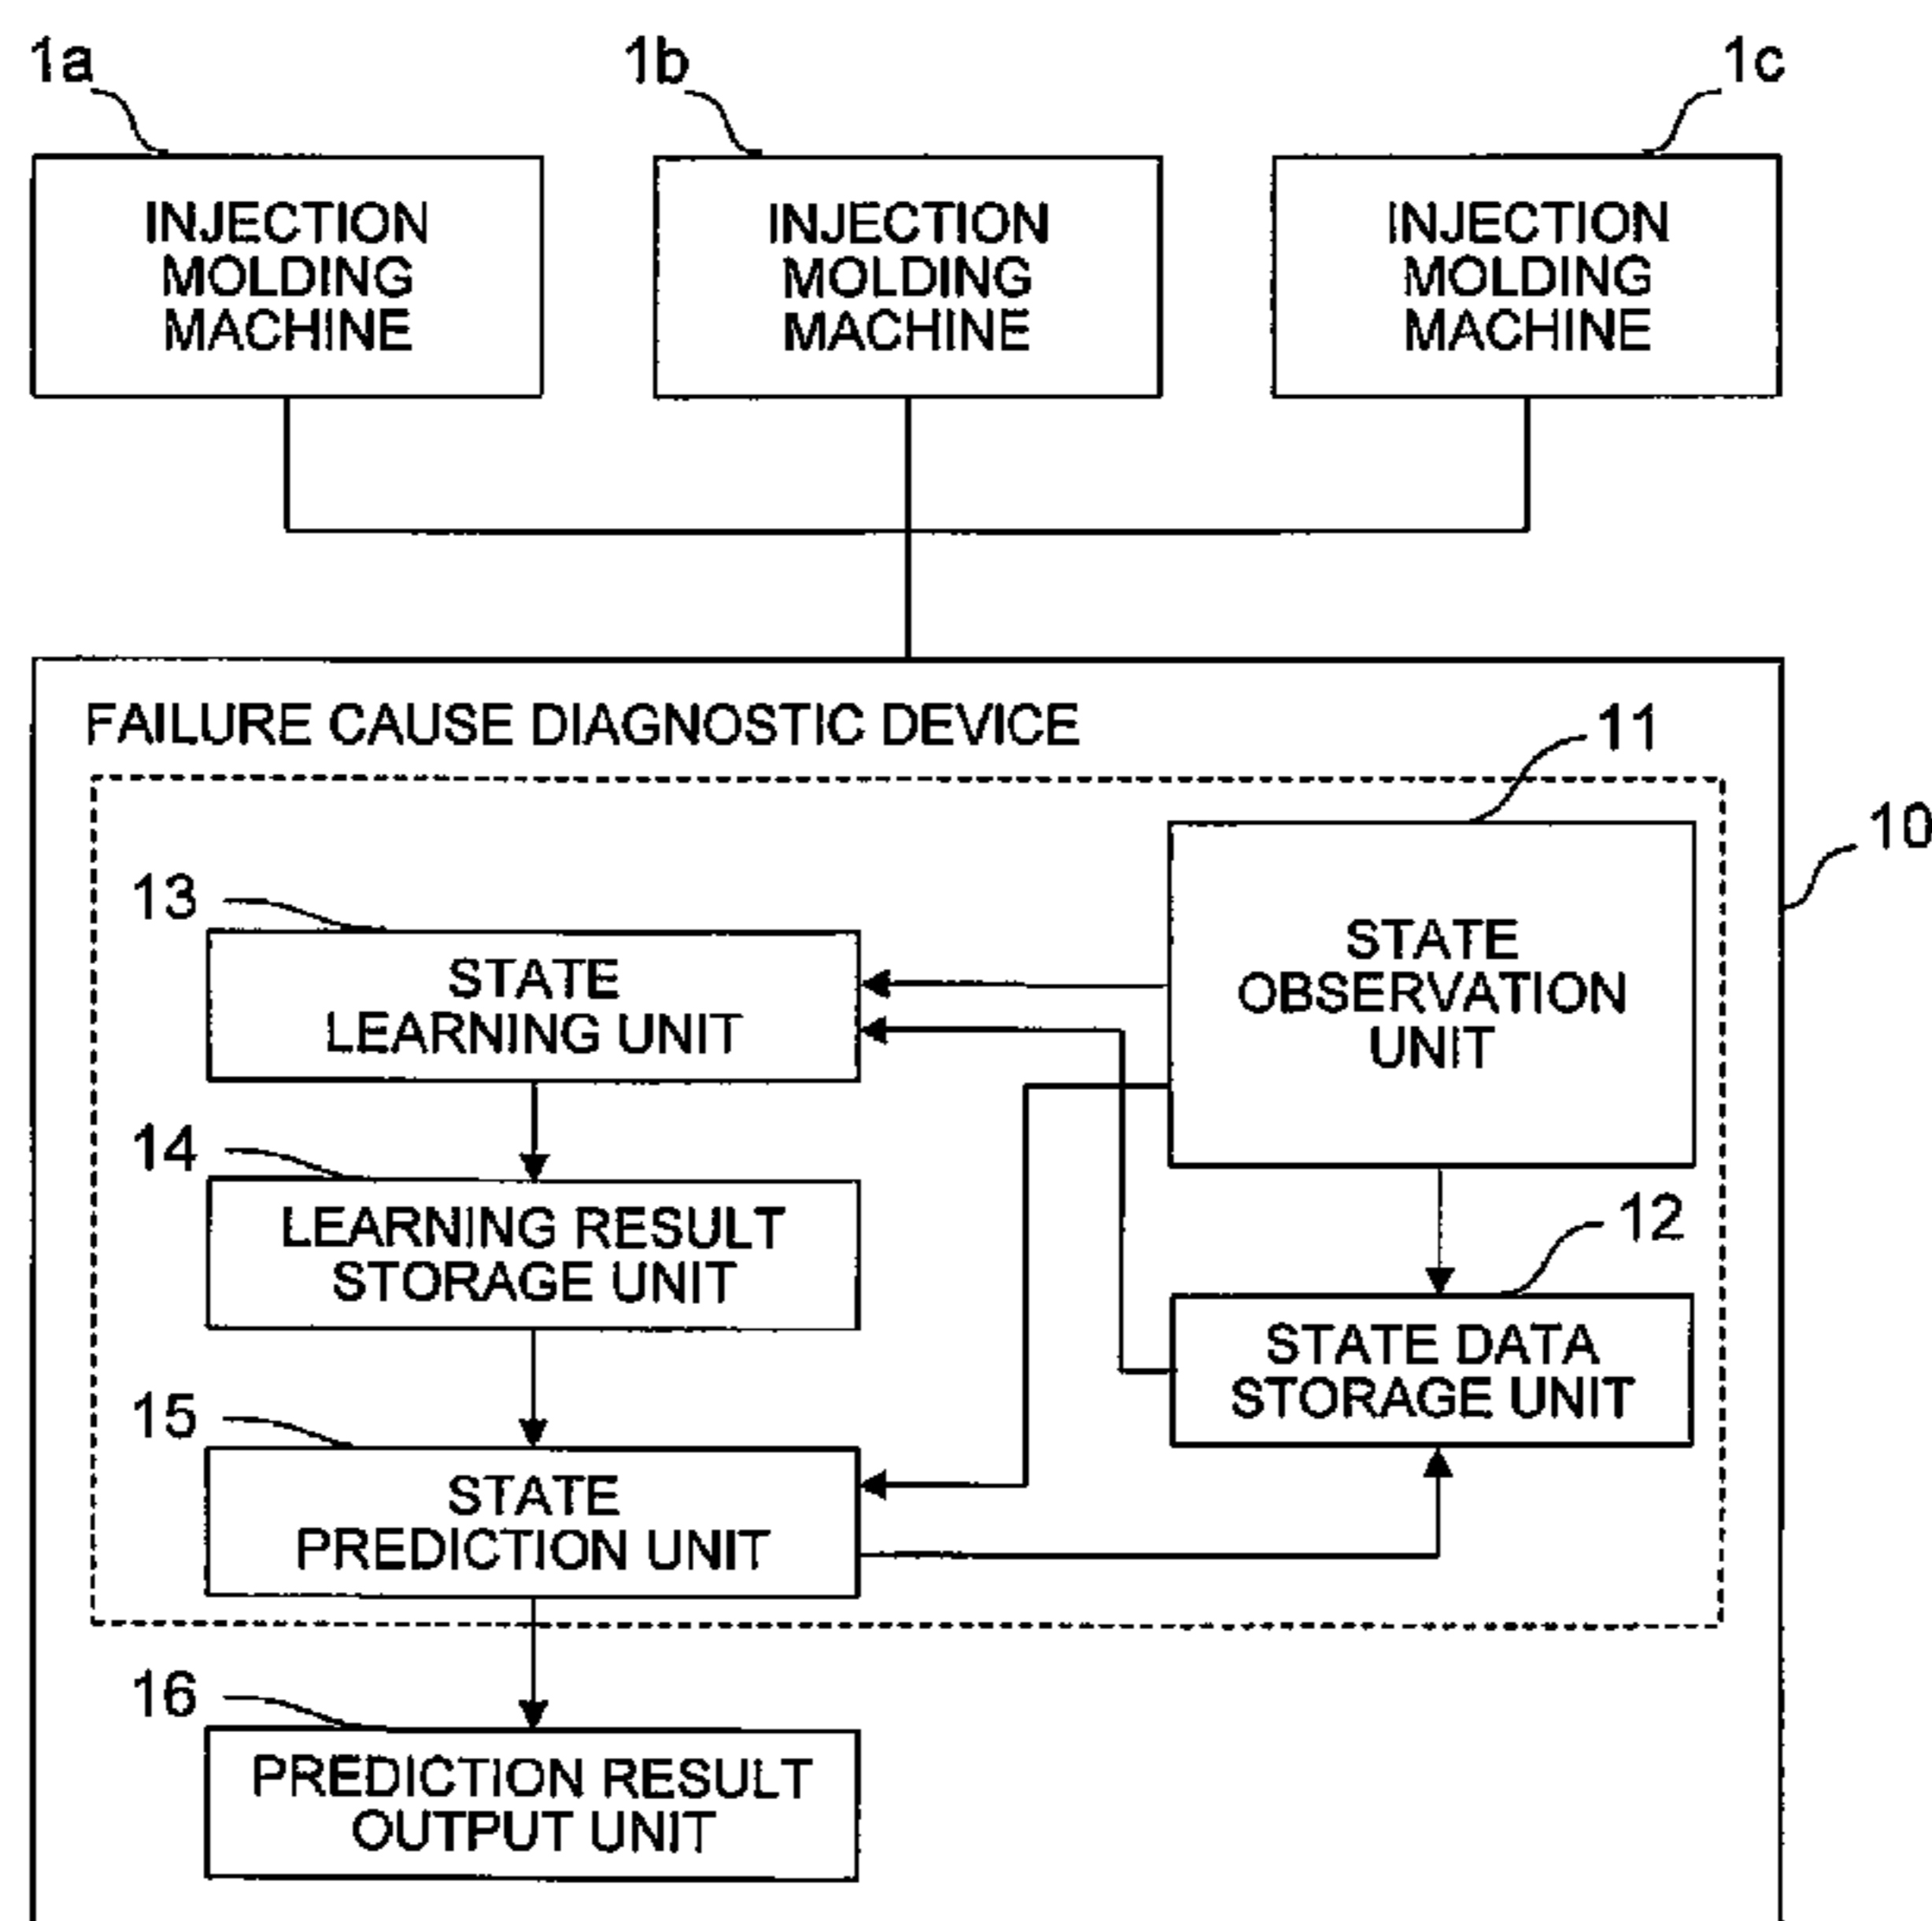 1a
1b
1c
INJECTION
MOLDING
MACHINE
INJECTION
MOLDING
MACHINE
INJECTION
MOLDING
MACHINE
FAILURE CAUSE DIAGNOSTIC DEVICE
11
10
STATE
OBSERVATION
UNIT
13
STATE
LEARNING UNIT
14
LEARNING RESULT
STORAGE UNIT
12
STATE DATA
STORAGE UNIT
15
STATE
PREDICTION UNIT
16
PREDICTION RESULT
OUTPUT UNIT